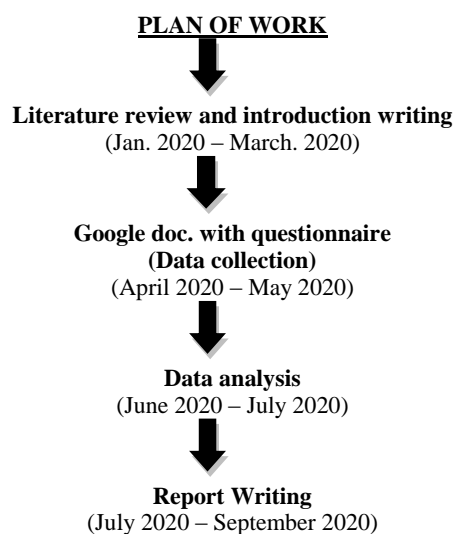 PLAN OF WORK
Literature review and introduction writing
(Jan. 2020 – March. 2020)
Google doc. with questionnaire
(Data collection)
(April 2020 – May 2020)
Data analysis
(June 2020 – July 2020)
Report Writing
(July 2020 – September 2020)